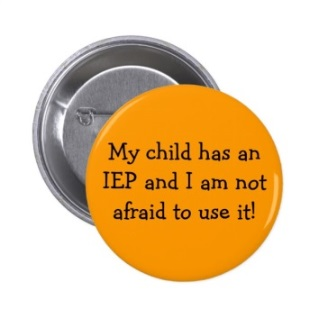 My child has an
IEP and I am not
afraid to use it!